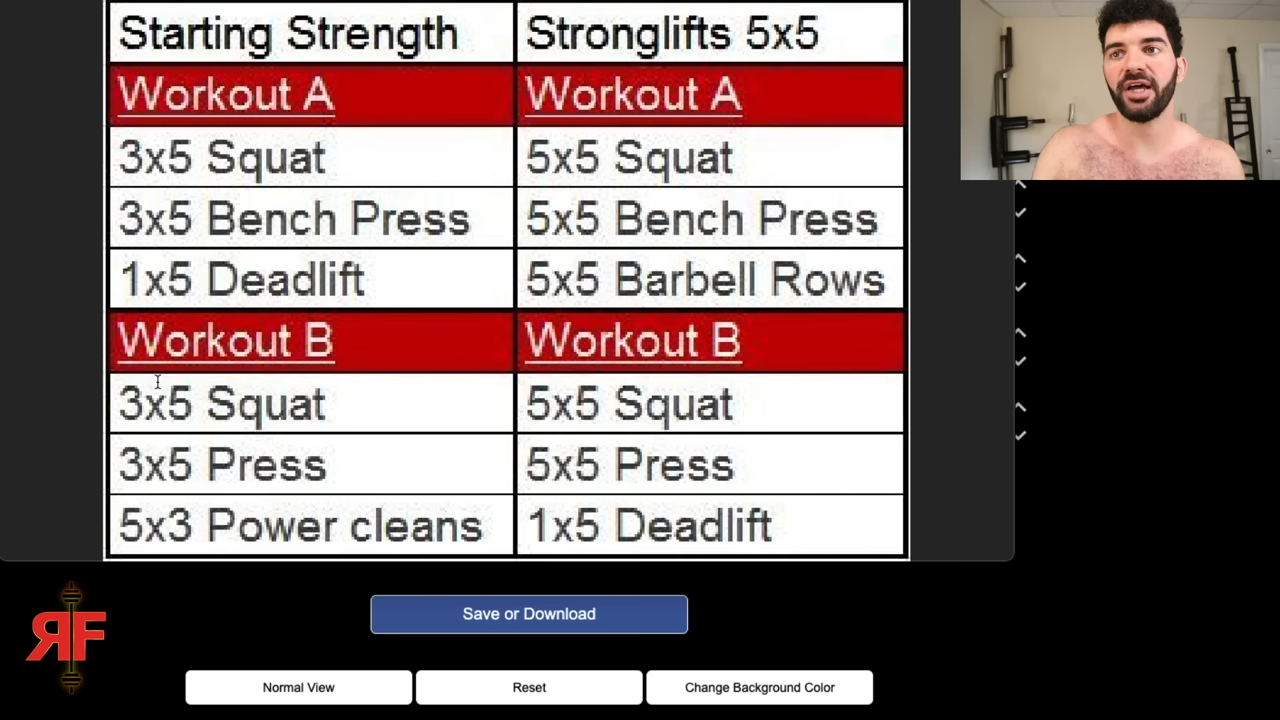 Starting Strength Stronglifts 5x5
Workout A Workout A
3x5 Squat 5x5 Squat
3x5 Bench Press 5x5 Bench Press
1x5 Deadlift 5x5 Barbell Rows
Workout B Workout B
3x5 Squat 5x5 Squat
3x5 Press 5x5 Press
5x3 Power cleans 1x5 Deadlift
ЯF
Save or Download
Normal View Reset Change Background Color